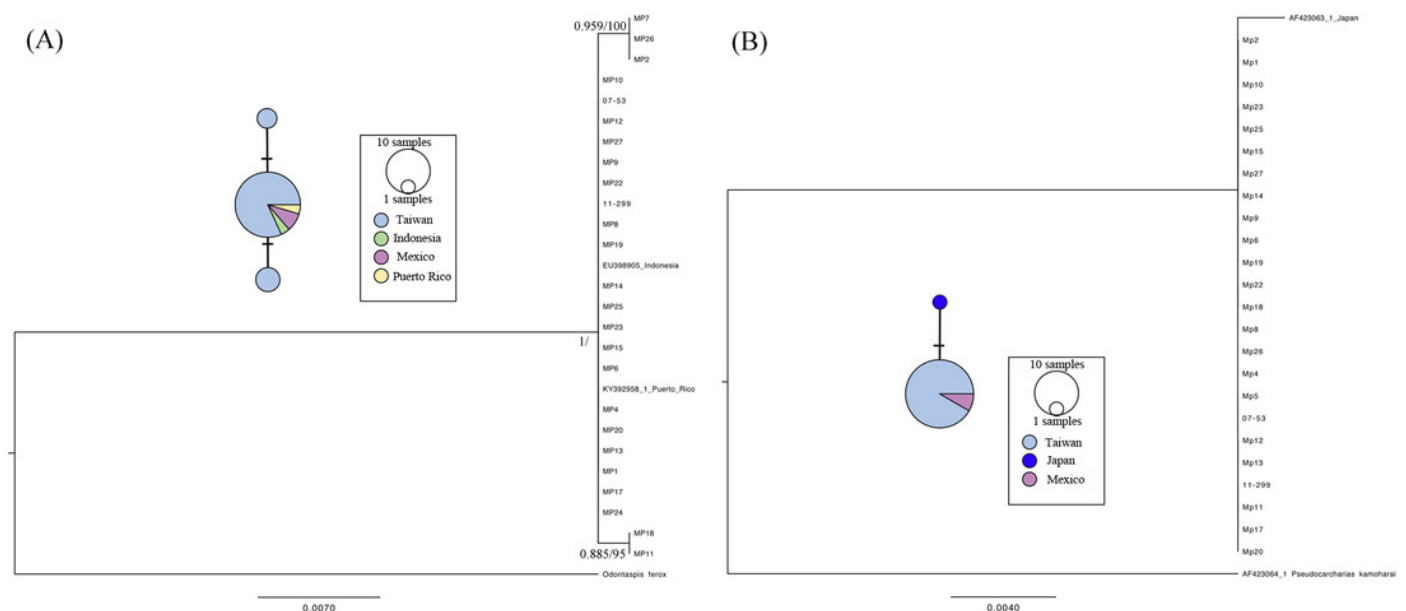 (A)
0.959/100
MP7
MP26
MP2
MP10
07-53
MP12
MP27
MP9
MP22
11-299
MP8
MP19
EU398905_Indonesia
MP14
MP25
MP23
MP15
MP6
KY392958_1_Puerto_Rico
MP4
MP20
MP13
MP1
MP17
MP24
MP18
MP11
Odontaspis ferox
1/
0.885/95
10 samples
1 samples
Taiwan
Indonesia
Mexico
Puerto Rico
0.0070
(B)
AF423063_1_Japan
Mp2
Mp1
Mp10
Mp23
Mp25
Mp15
Mp27
Mp14
Mp9
Mp6
Mp19
Mp22
Mp18
Mp8
Mp26
Mp4
Mp5
07-53
Mp12
Mp13
11-299
Mp11
Mp17
Mp20
AF423064_1 Pseudocarcharias kamoharai
10 samples
1 samples
Taiwan
Japan
Mexico
0.0040